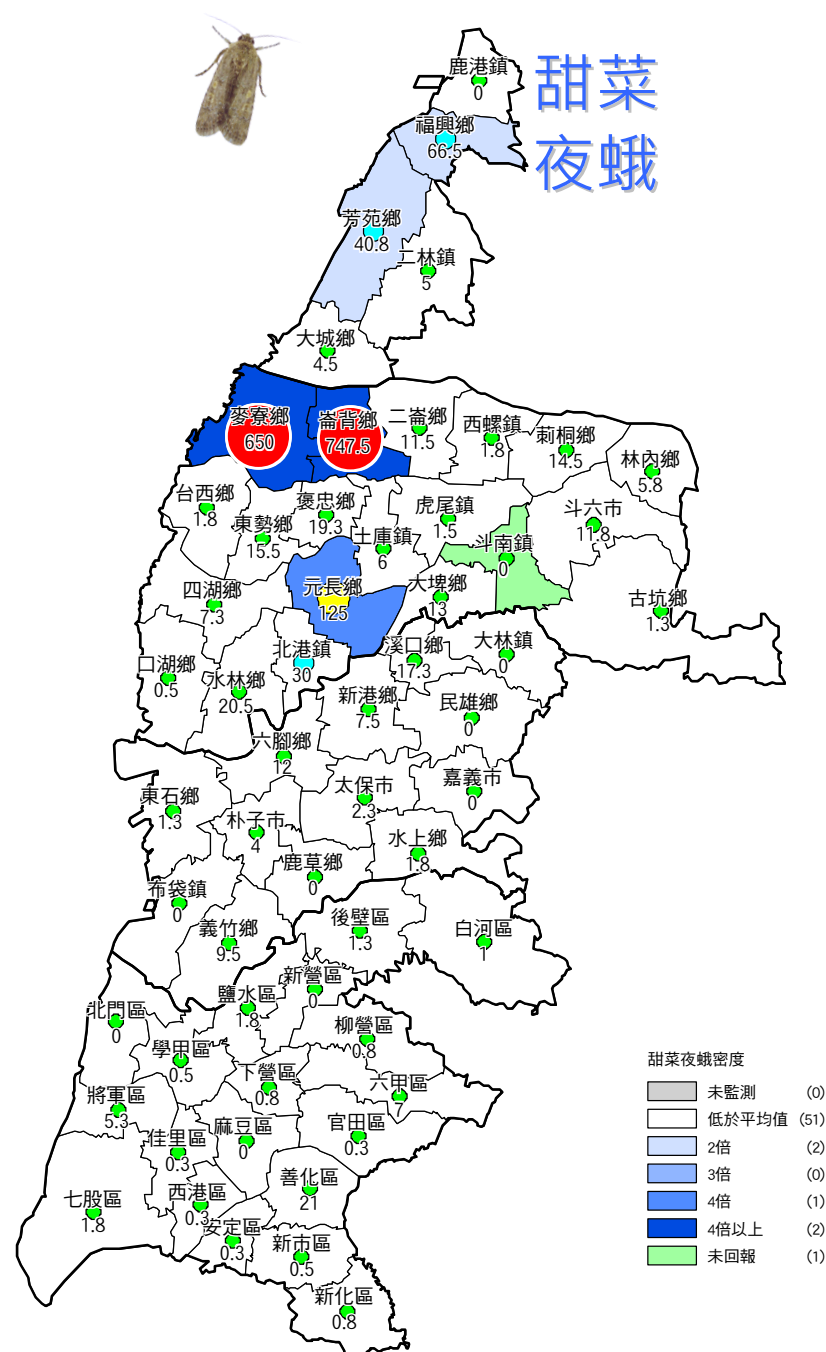 甜菜
夜蛾
鹿港鎮
0
福興鄉
66.5
芳苑鄉
40.8
二林鎮
5
大城鄉
4.5
麥寮鄉
650
崙背鄉
747.5
二崙鄉
11.5
西螺鎮
1.8
莿桐鄉
14.5
林內鄉
5.8
台西鄉
1.8
東勢鄉
15.5
褒忠鄉
19.3
土庫鎮
6
虎尾鎮
1.5
斗南鎮
0
斗六市
11.8
四湖鄉
7.3
元長鄉
125
大埤鄉
13
古坑鄉
1.3
口湖鄉
0.5
水林鄉
20.5
北港鎮
30
溪口鄉
17.3
大林鎮
0
新港鄉
7.5
民雄鄉
0
六腳鄉
12
東石鄉
1.3
朴子市
4
太保市
2.3
嘉義市
0
水上鄉
1.8
鹿草鄉
0
布袋鎮
0
義竹鄉
9.5
後壁區
1.3
白河區
1
新營區
0
鹽水區
1.8
北門區
0
柳營區
0.8
學甲區
0.5
下營區
0.8
六甲區
7
將軍區
5.3
佳里區
0.3
麻豆區
0
官田區
0.3
七股區
1.8
西港區
0.3
善化區
21
安定區
0.3
新市區
0.5
新化區
0.8
甜菜夜蛾密度
未監測 (0)
低於平均值 (51)
2倍 (2)
3倍 (0)
4倍 (1)
4倍以上 (2)
未回報 (1)